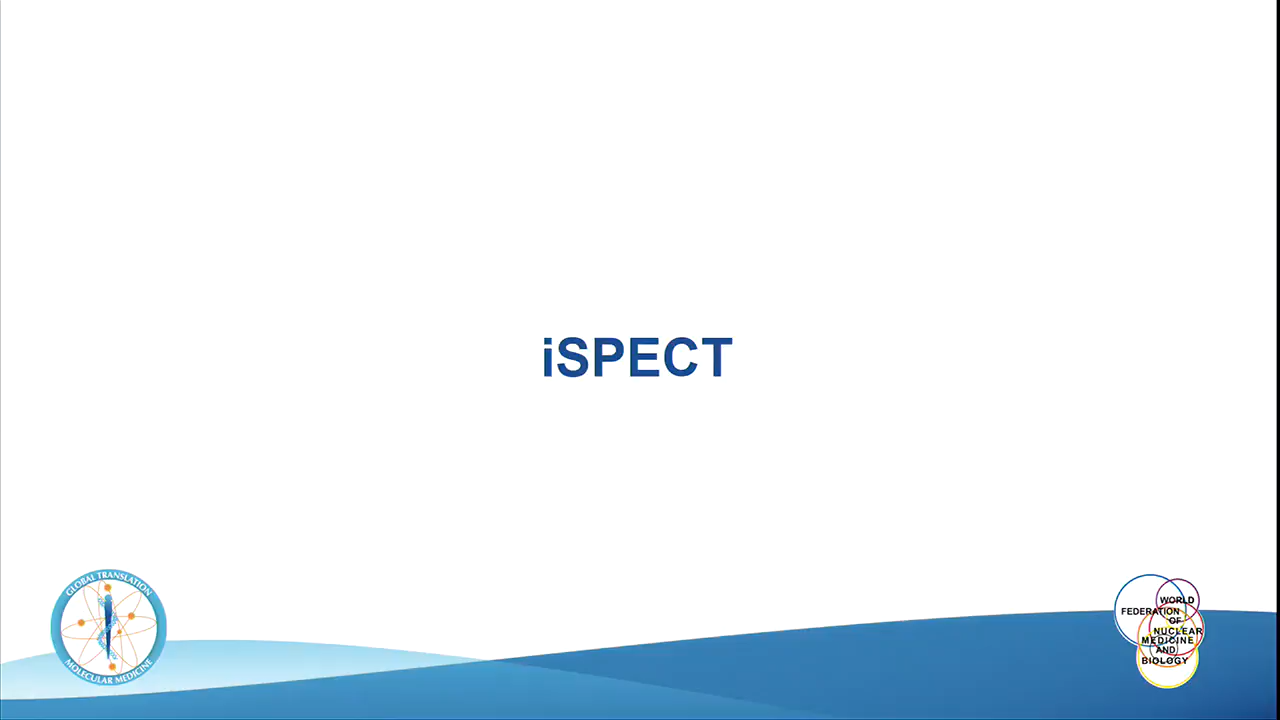 iSPECT
GLOBAL TRANSLATION
MOLECULAR MEDICINE
WORLD
FEDERATION
OF
NUCLEAR
MEDICINE
AND
BIOLOGY